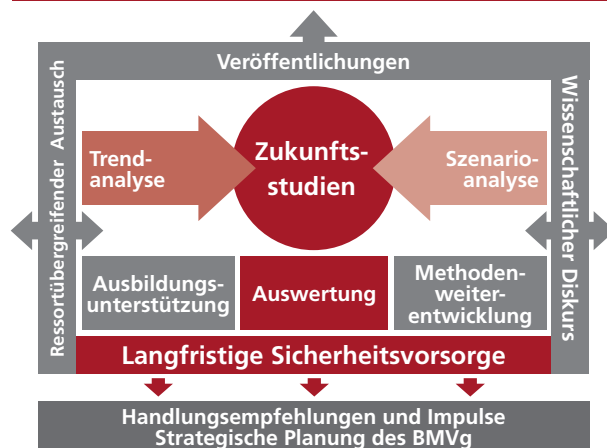 Veröffentlichungen
Ressortübergreifender Austausch
Trend-
analyse
Zukunfts-
studien
Szenario-
analyse
Wissenschaftlicher Diskurs
Ausbildungs-
unterstützung
Auswertung
Methoden-
weiter-
entwicklung
Langfristige Sicherheitsvorsorge
Handlungsempfehlungen und Impulse
Strategische Planung des BMVg